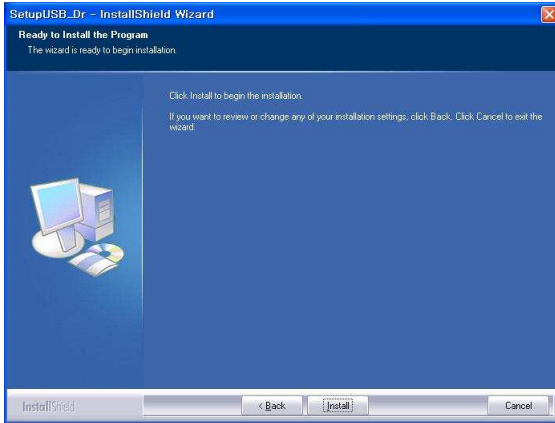 SetupUSB_Dr - InstallShield Wizard
Ready to Install the Program
The wizard is ready to begin installation.
Click Install to begin the installation.
If you want to review or change any of your installation settings, click Back. Click Cancel to exit the
wizard.
InstallShield
< Back
Install
Cancel